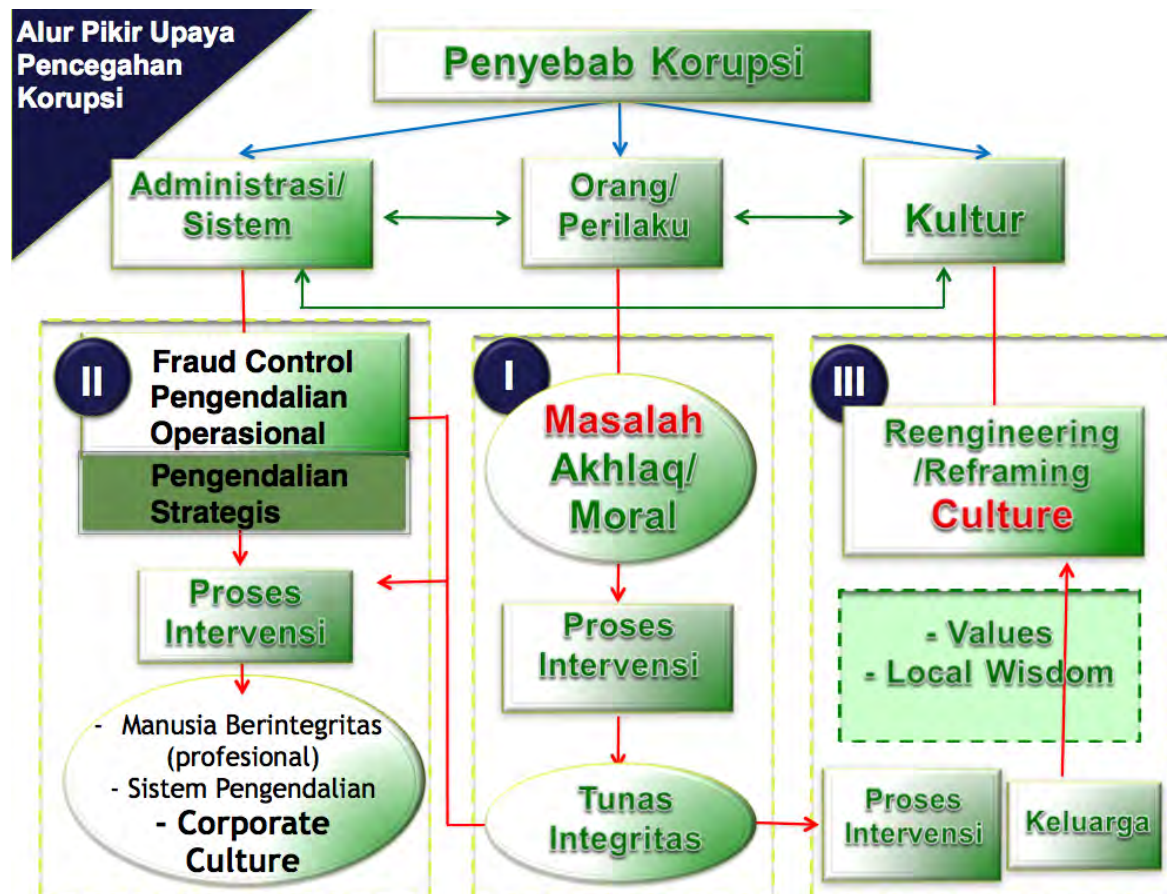 Alur Pikir Upaya
Pencegahan
Korupsi
Penyebab Korupsi
Administrasi/
Sistem
Orang/
Perilaku
Kultur
II
Fraud Control
Pengendalian
Operasional
Pengendalian
Strategis
Proses
Intervensi
- Manusia Berintegritas
(profesional)
- Sistem Pengendalian
- Corporate
Culture
I
Masalah
Akhlaq/
Moral
Proses
Intervensi
Tunas
Integritas
III
Reengineering
/Reframing
Culture
- Values
- Local Wisdom
Proses
Intervensi
Keluarga